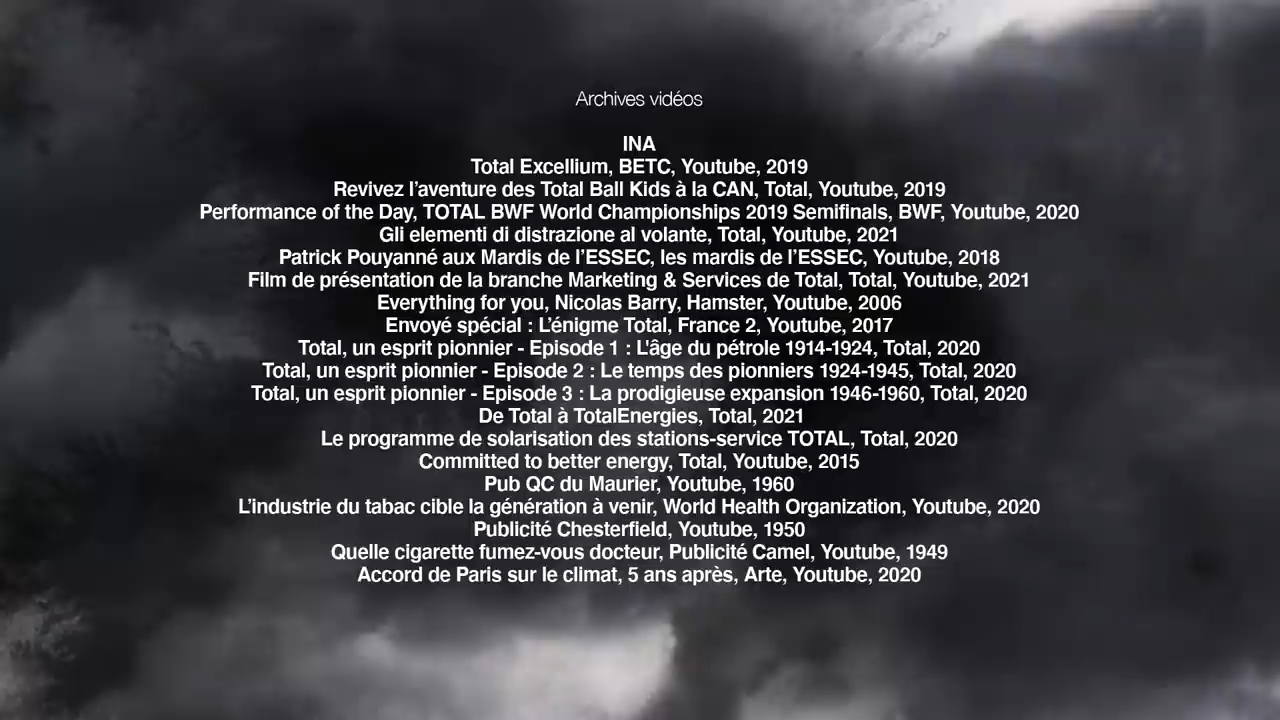 Archives vidéos
INA
Total Excellium, BETC, Youtube, 2019
Revivez l’aventure des Total Ball Kids à la CAN, Total, Youtube, 2019
Performance of the Day, TOTAL BWF World Championships 2019 Semifinals, BWF, Youtube, 2020
Gli elementi di distrazione al volante, Total, Youtube, 2021
Patrick Pouyanné aux Mardis de l’ESSEC, les mardis de l’ESSEC, Youtube, 2018
Film de présentation de la branche Marketing & Services de Total, Total, Youtube, 2021
Everything for you, Nicolas Barry, Hamster, Youtube, 2006
Envoyé spécial : L’énigme Total, France 2, Youtube, 2017
Total, un esprit pionnier - Episode 1 : L'âge du pétrole 1914-1924, Total, 2020
Total, un esprit pionnier - Episode 2 : Le temps des pionniers 1924-1945, Total, 2020
Total, un esprit pionnier - Episode 3 : La prodigieuse expansion 1946-1960, Total, 2020
De Total à TotalEnergies, Total, 2021
Le programme de solarisation des stations-service TOTAL, Total, 2020
Committed to better energy, Total, Youtube, 2015
Pub QC du Maurier, Youtube, 1960
L’industrie du tabac cible la génération à venir, World Health Organization, Youtube, 2020
Publicité Chesterfield, Youtube, 1950
Quelle cigarette fumez-vous docteur, Publicité Camel, Youtube, 1949
Accord de Paris sur le climat, 5 ans après, Arte, Youtube, 2020